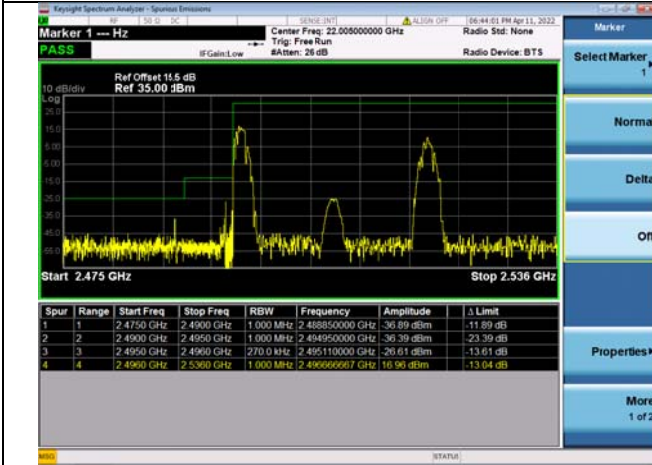 Keysight Spectrum Analyzer - Spurious Emissions
RF 50 Ω DC SENSE:INT ALIGN OFF 06:44:01 PM Apr 11, 2022
Marker 1 --- Hz Center Freq: 22.005000000 GHz Radio Std: None Marker
Trig: Free Run
PASS IFGain:Low #Atten: 26 dB Radio Device: BTS
Select Marker
1
Ref Offset 15.5 dB
10 dB/div Ref 35.00 dBm
Log
25.0
15.0
5.00
-5.00
-15.0
-25.0
-35.0
-45.0
-55.0
Normal
Delta
Off
Start 2.475 GHz Stop 2.536 GHz
Spur Range Start Freq Stop Freq RBW Frequency Amplitude Δ Limit
1 1 2.4750 GHz 2.4900 GHz 1.000 MHz 2.488850000 GHz -36.89 dBm -11.89 dB
2 2 2.4900 GHz 2.4950 GHz 1.000 MHz 2.494950000 GHz -36.39 dBm -23.39 dB
3 3 2.4950 GHz 2.4960 GHz 270.0 kHz 2.495110000 GHz -26.61 dBm -13.61 dB
4 4 2.4960 GHz 2.5360 GHz 1.000 MHz 2.496666667 GHz 16.96 dBm -13.04 dB
Properties
More
1 of 2
MSG STATUS